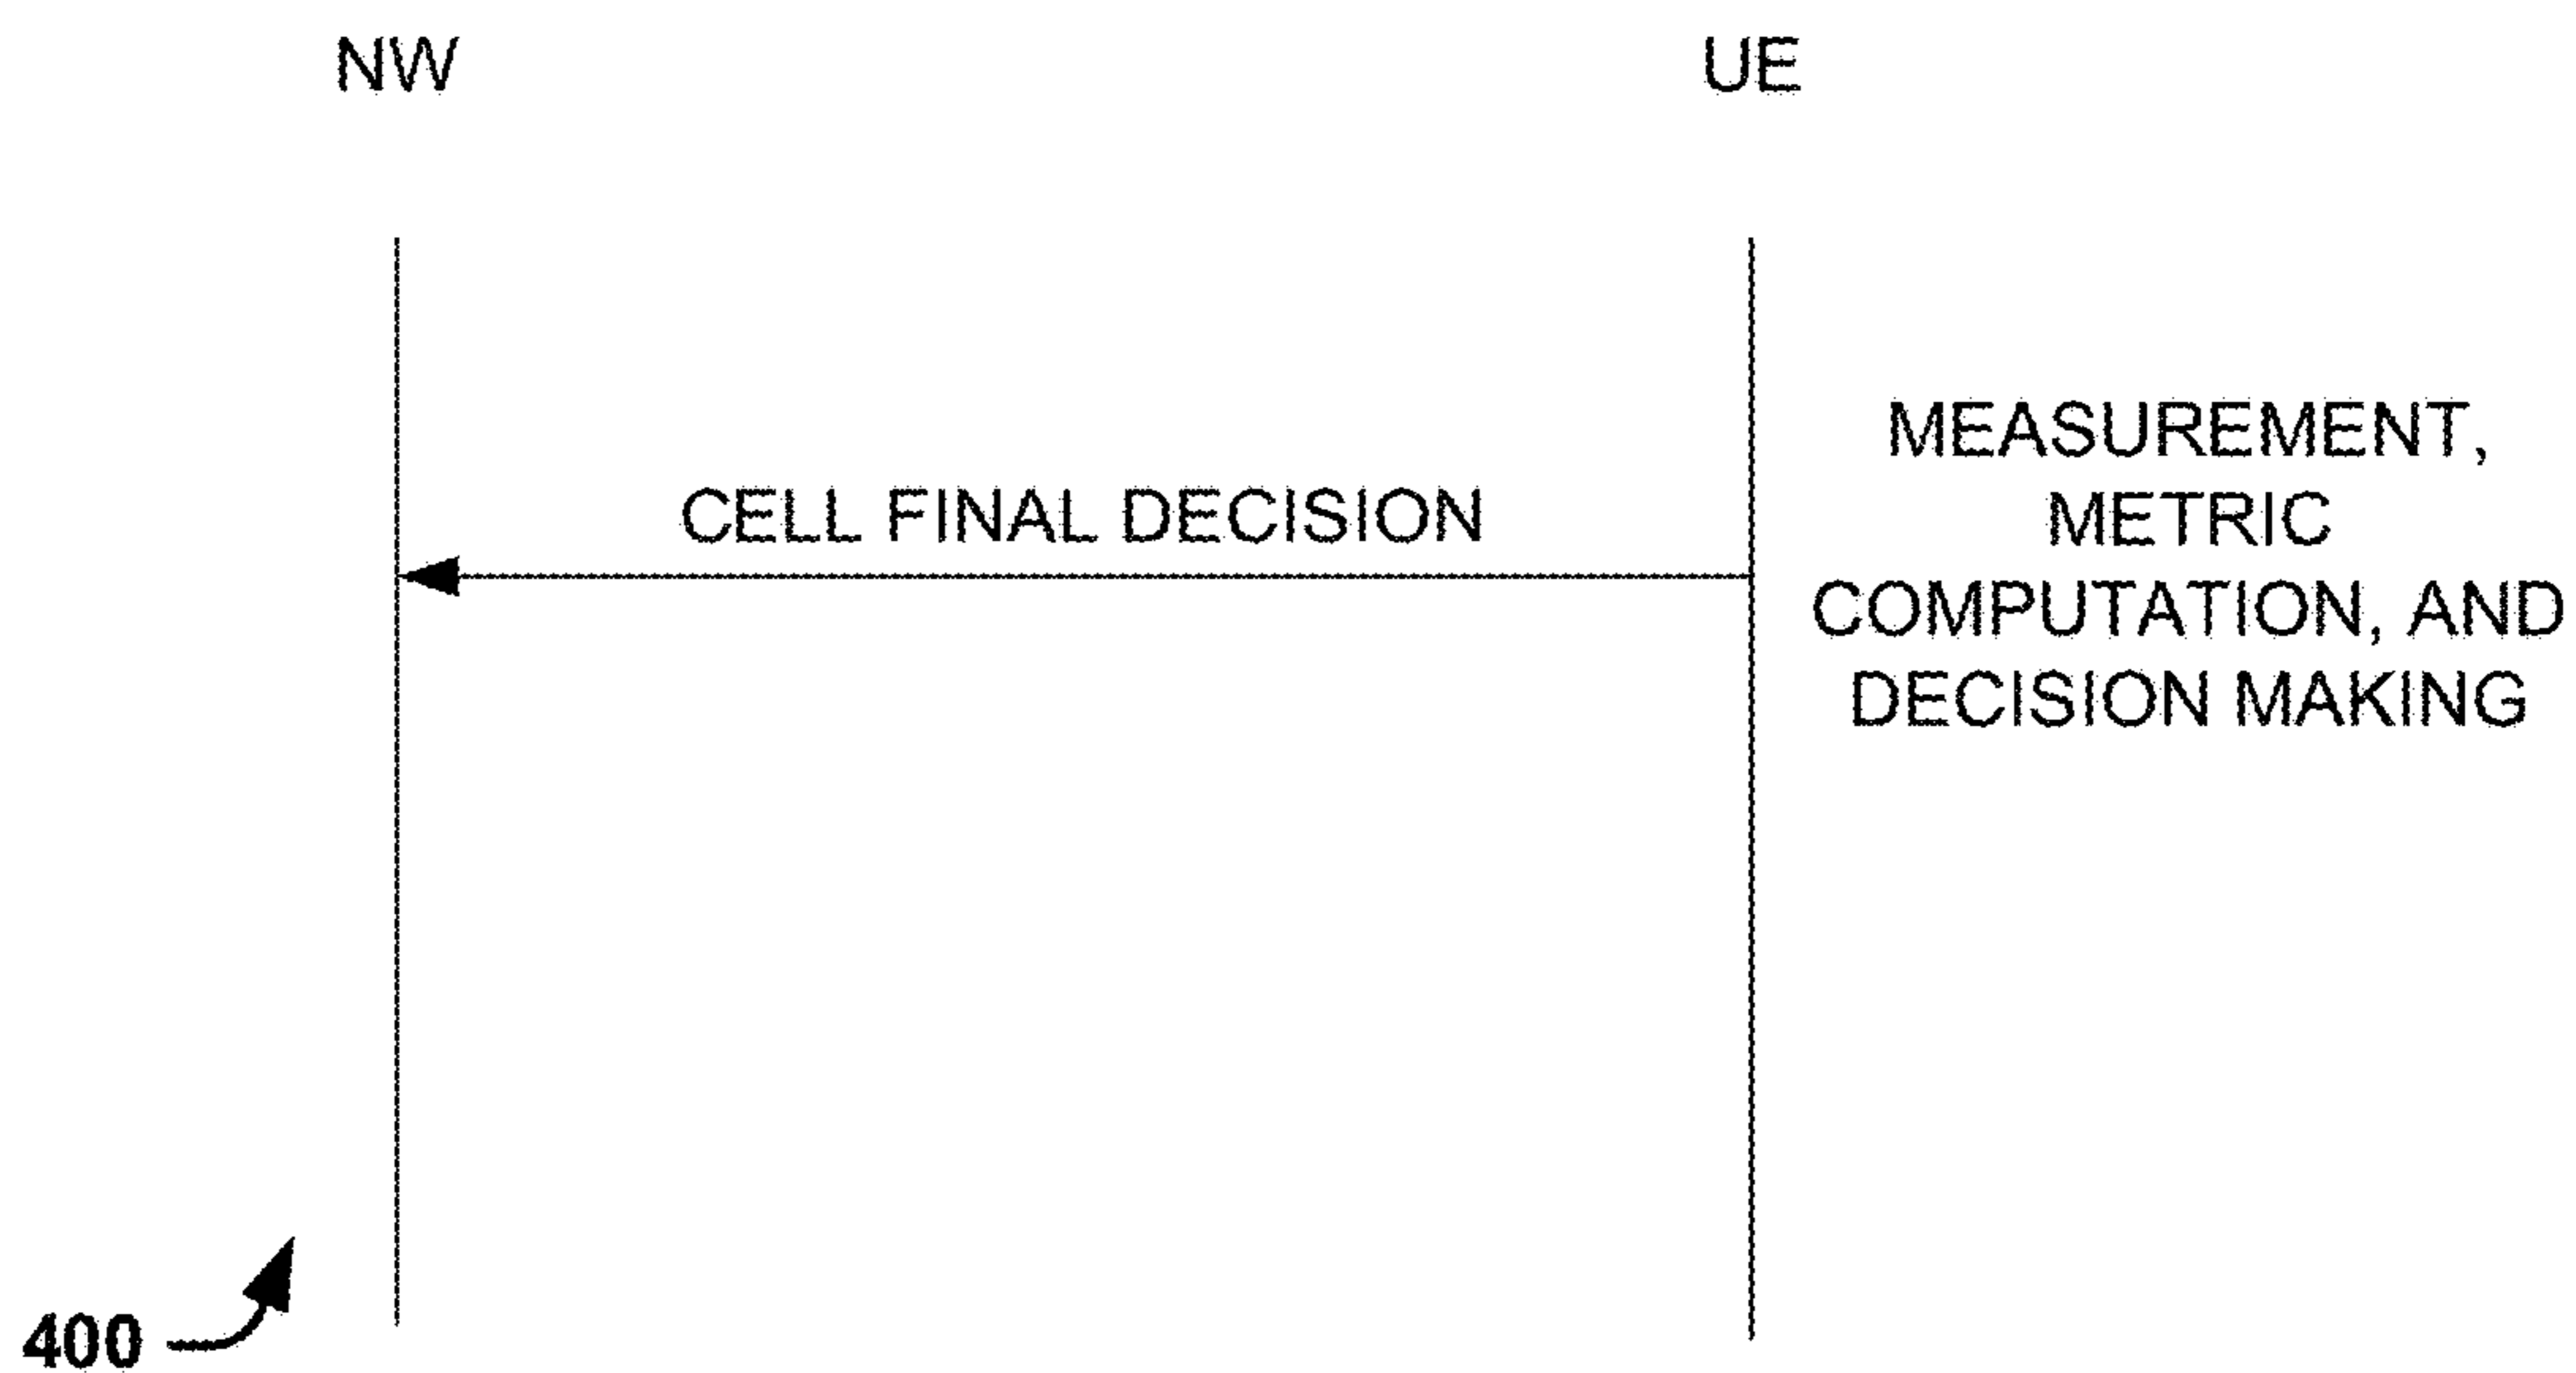 NW
UE
MEASUREMENT,
CELL FINAL DECISION
METRIC
COMPUTATION, AND
DECISION MAKING
400